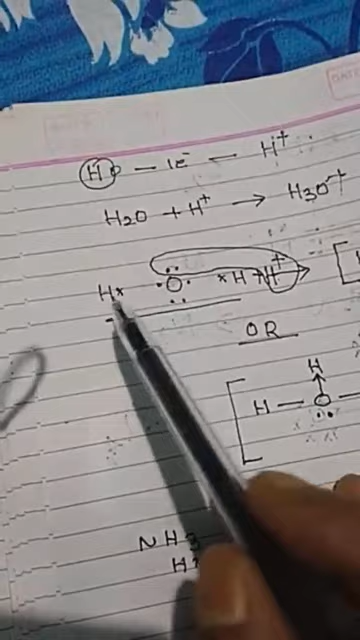 H – 1e⁻ — H⁺
H₂O + H⁺ → H₃O⁺
H× O ×H + H⁺ → [
OR
H
[ H – O –
NH₃
H